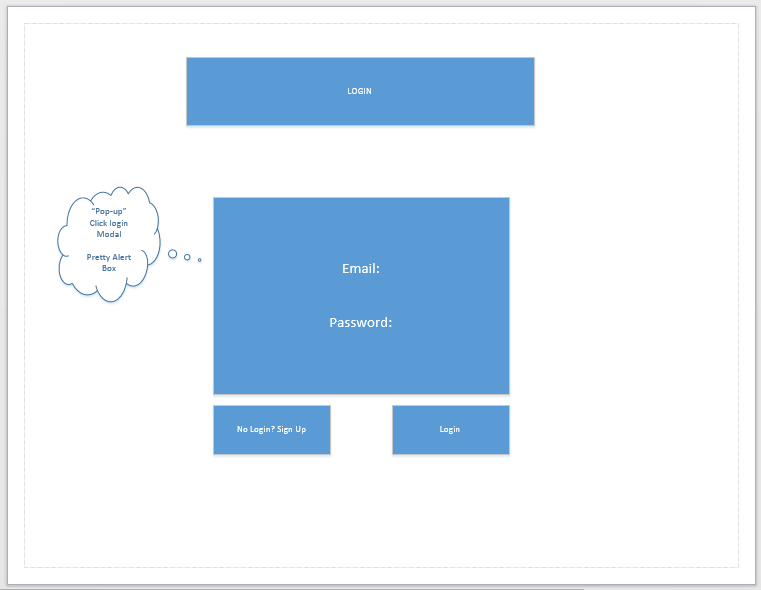 LOGIN
“Pop-up”
Click login
Modal
Pretty Alert
Box
Email:
Password:
No Login? Sign Up
Login